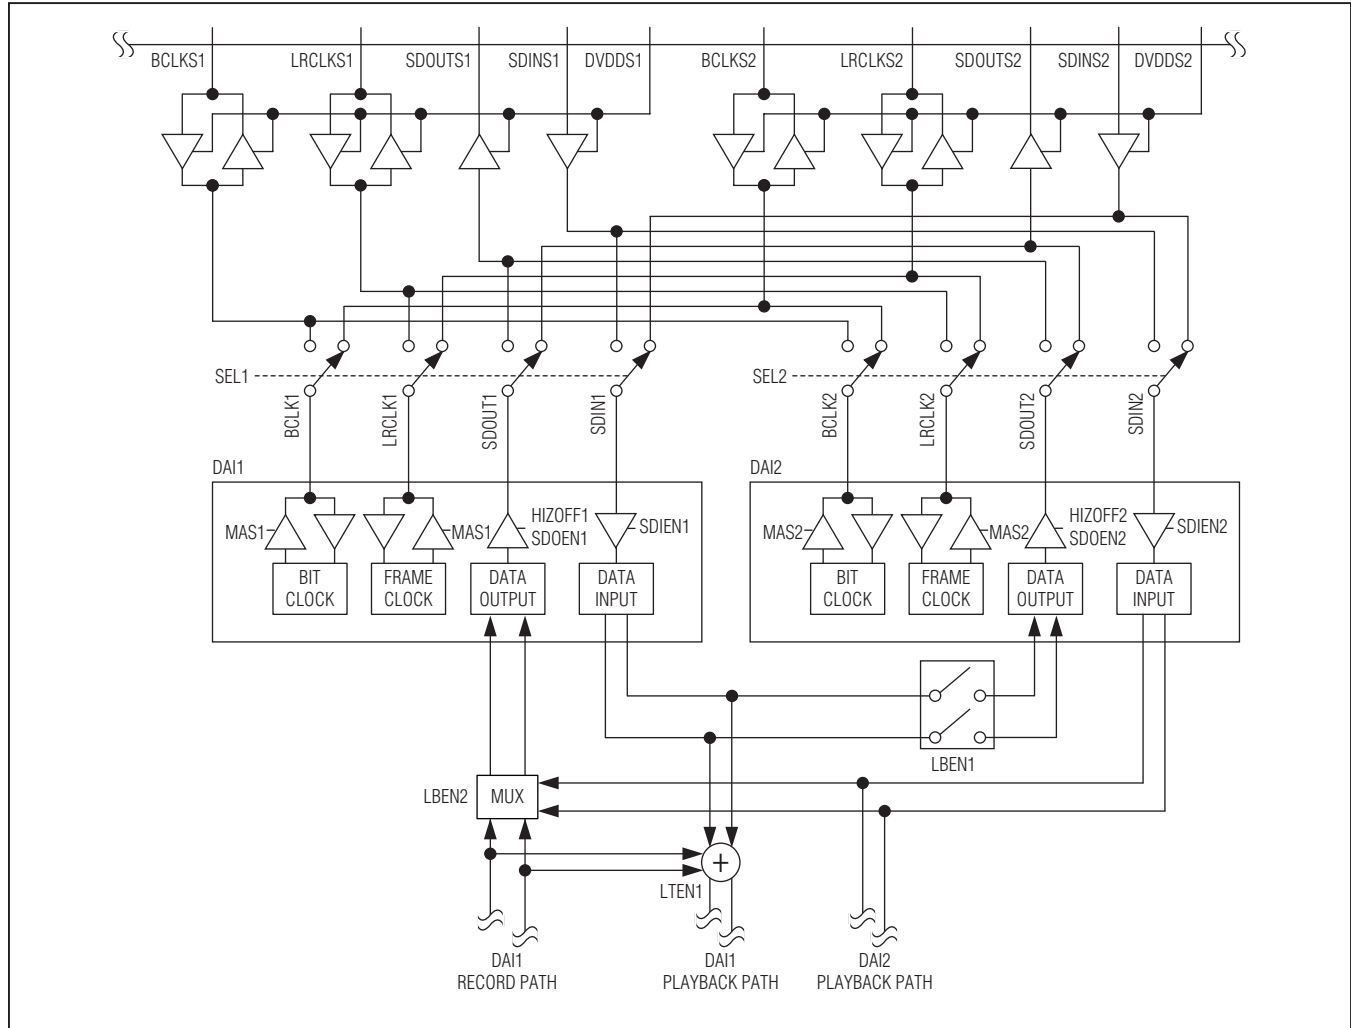 BCLKS1 LRCLKS1 SDOUTS1 SDINS1 DVDDS1 BCLKS2 LRCLKS2 SDOUTS2 SDINS2 DVDDS2
SEL1
SEL2
BCLK1
LRCLK1
SDOUT1
SDIN1
BCLK2
LRCLK2
SDOUT2
SDIN2
DAI1
MAS1
MAS1
HIZOFF1
SDOEN1
SDIEN1
BIT
CLOCK
FRAME
CLOCK
DATA
OUTPUT
DATA
INPUT
DAI2
MAS2
MAS2
HIZOFF2
SDOEN2
SDIEN2
BIT
CLOCK
FRAME
CLOCK
DATA
OUTPUT
DATA
INPUT
LBEN1
LBEN2
MUX
+
LTEN1
DAI1
RECORD PATH
DAI1
PLAYBACK PATH
DAI2
PLAYBACK PATH